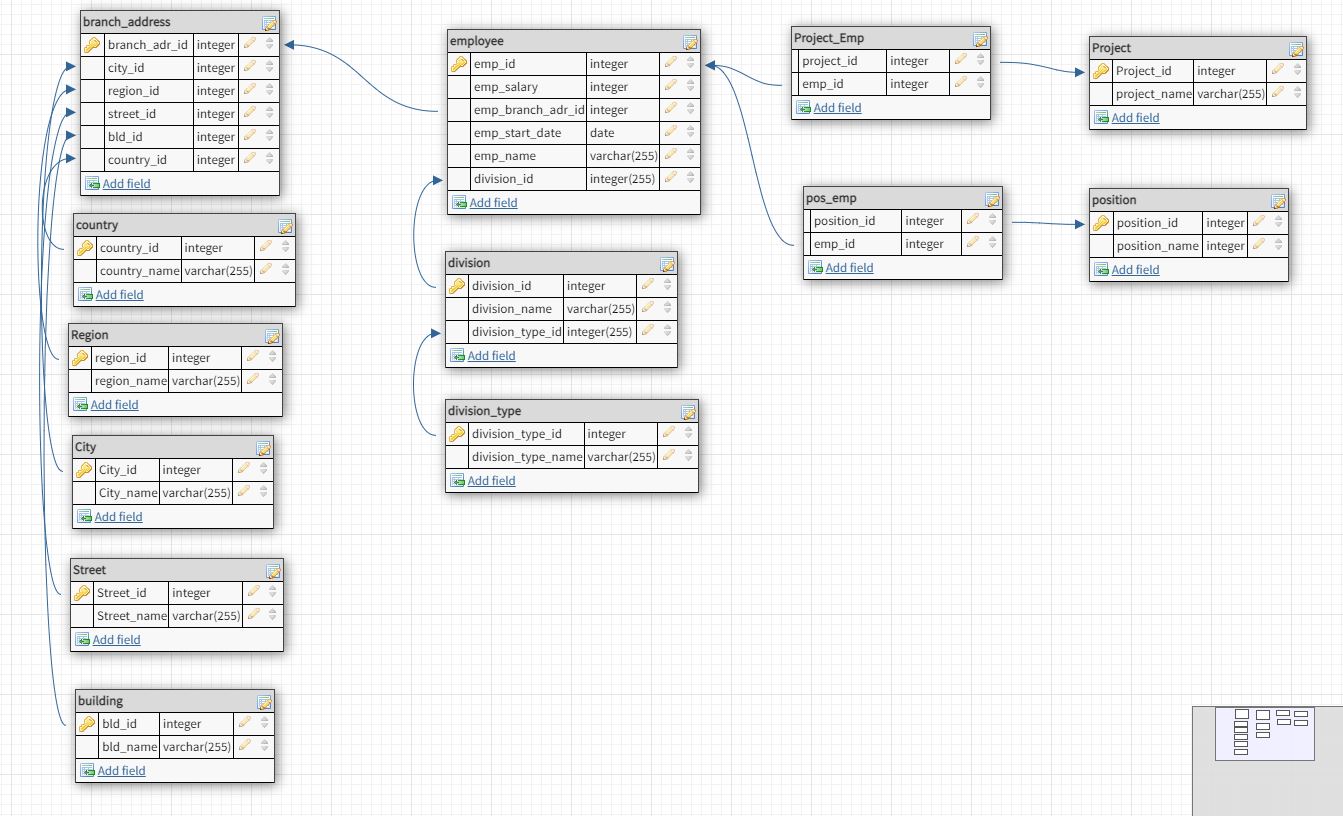 branch_address
branch_adr_id integer
city_id integer
region_id integer
street_id integer
bld_id integer
country_id integer
Add field
country
country_id integer
country_name varchar(255)
Add field
Region
region_id integer
region_name varchar(255)
Add field
City
City_id integer
City_name varchar(255)
Add field
Street
Street_id integer
Street_name varchar(255)
Add field
building
bld_id integer
bld_name varchar(255)
Add field
employee
emp_id integer
emp_salary integer
emp_branch_adr_id integer
emp_start_date date
emp_name varchar(255)
division_id integer(255)
Add field
division
division_id integer
division_name varchar(255)
division_type_id integer(255)
Add field
division_type
division_type_id integer
division_type_name varchar(255)
Add field
Project_Emp
project_id integer
emp_id integer
Add field
pos_emp
position_id integer
emp_id integer
Add field
Project
Project_id integer
project_name varchar(255)
Add field
position
position_id integer
position_name integer
Add field